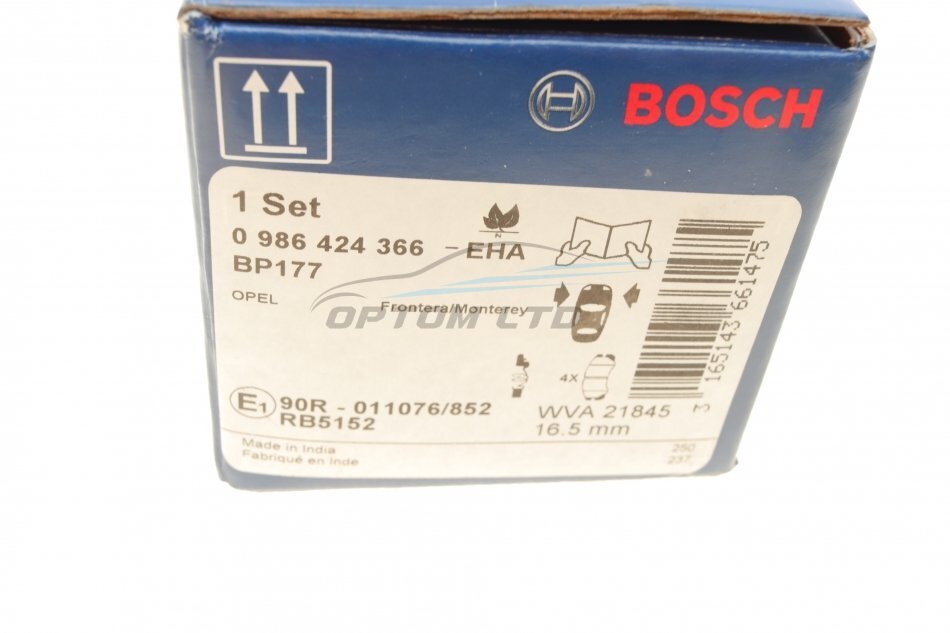 BOSCH
1 Set
0 986 424 366 - EHA
N
BP177
OPEL
Frontera/Monterey
OPTOM LTD
4X
E1 90R - 011076/852
RB5152
WVA 21845
16.5 mm
Made in India
Fabriqué en Inde
250
237
3 165143 661475